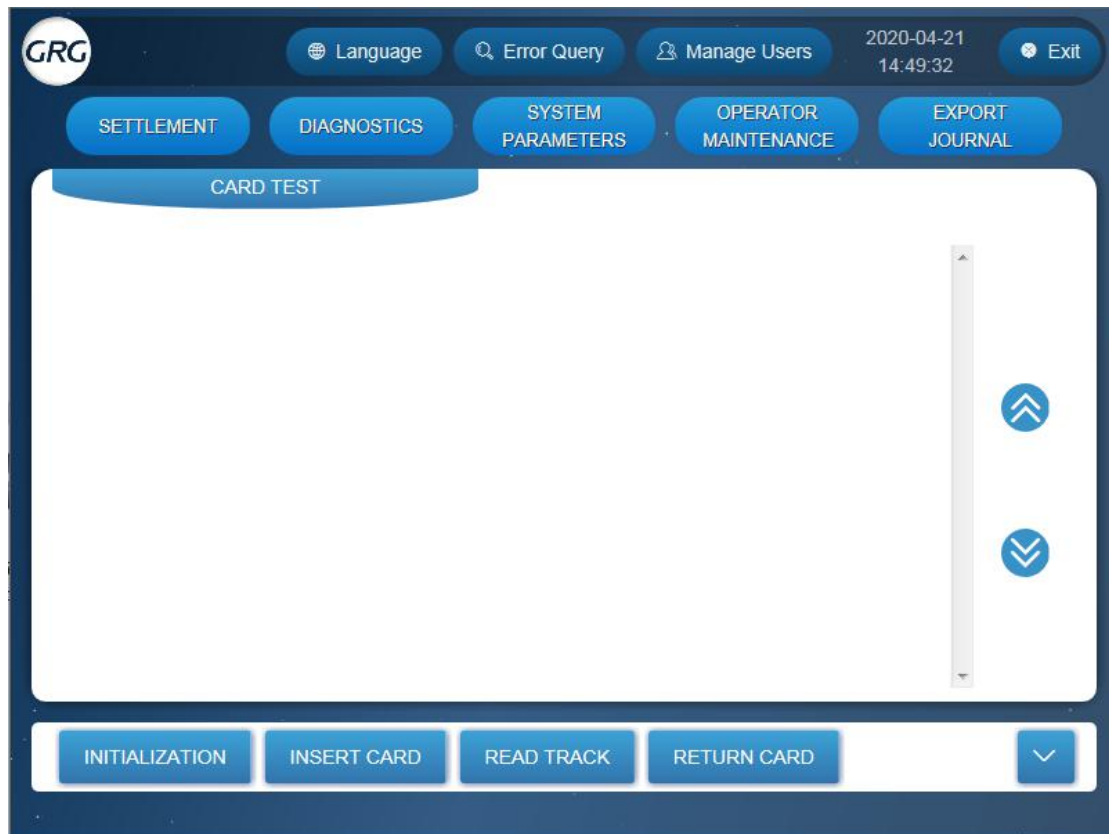 GRG
Language
Error Query
Manage Users
2020-04-21
14:49:32
Exit
SETTLEMENT
DIAGNOSTICS
SYSTEM
PARAMETERS
OPERATOR
MAINTENANCE
EXPORT
JOURNAL
CARD TEST
INITIALIZATION
INSERT CARD
READ TRACK
RETURN CARD